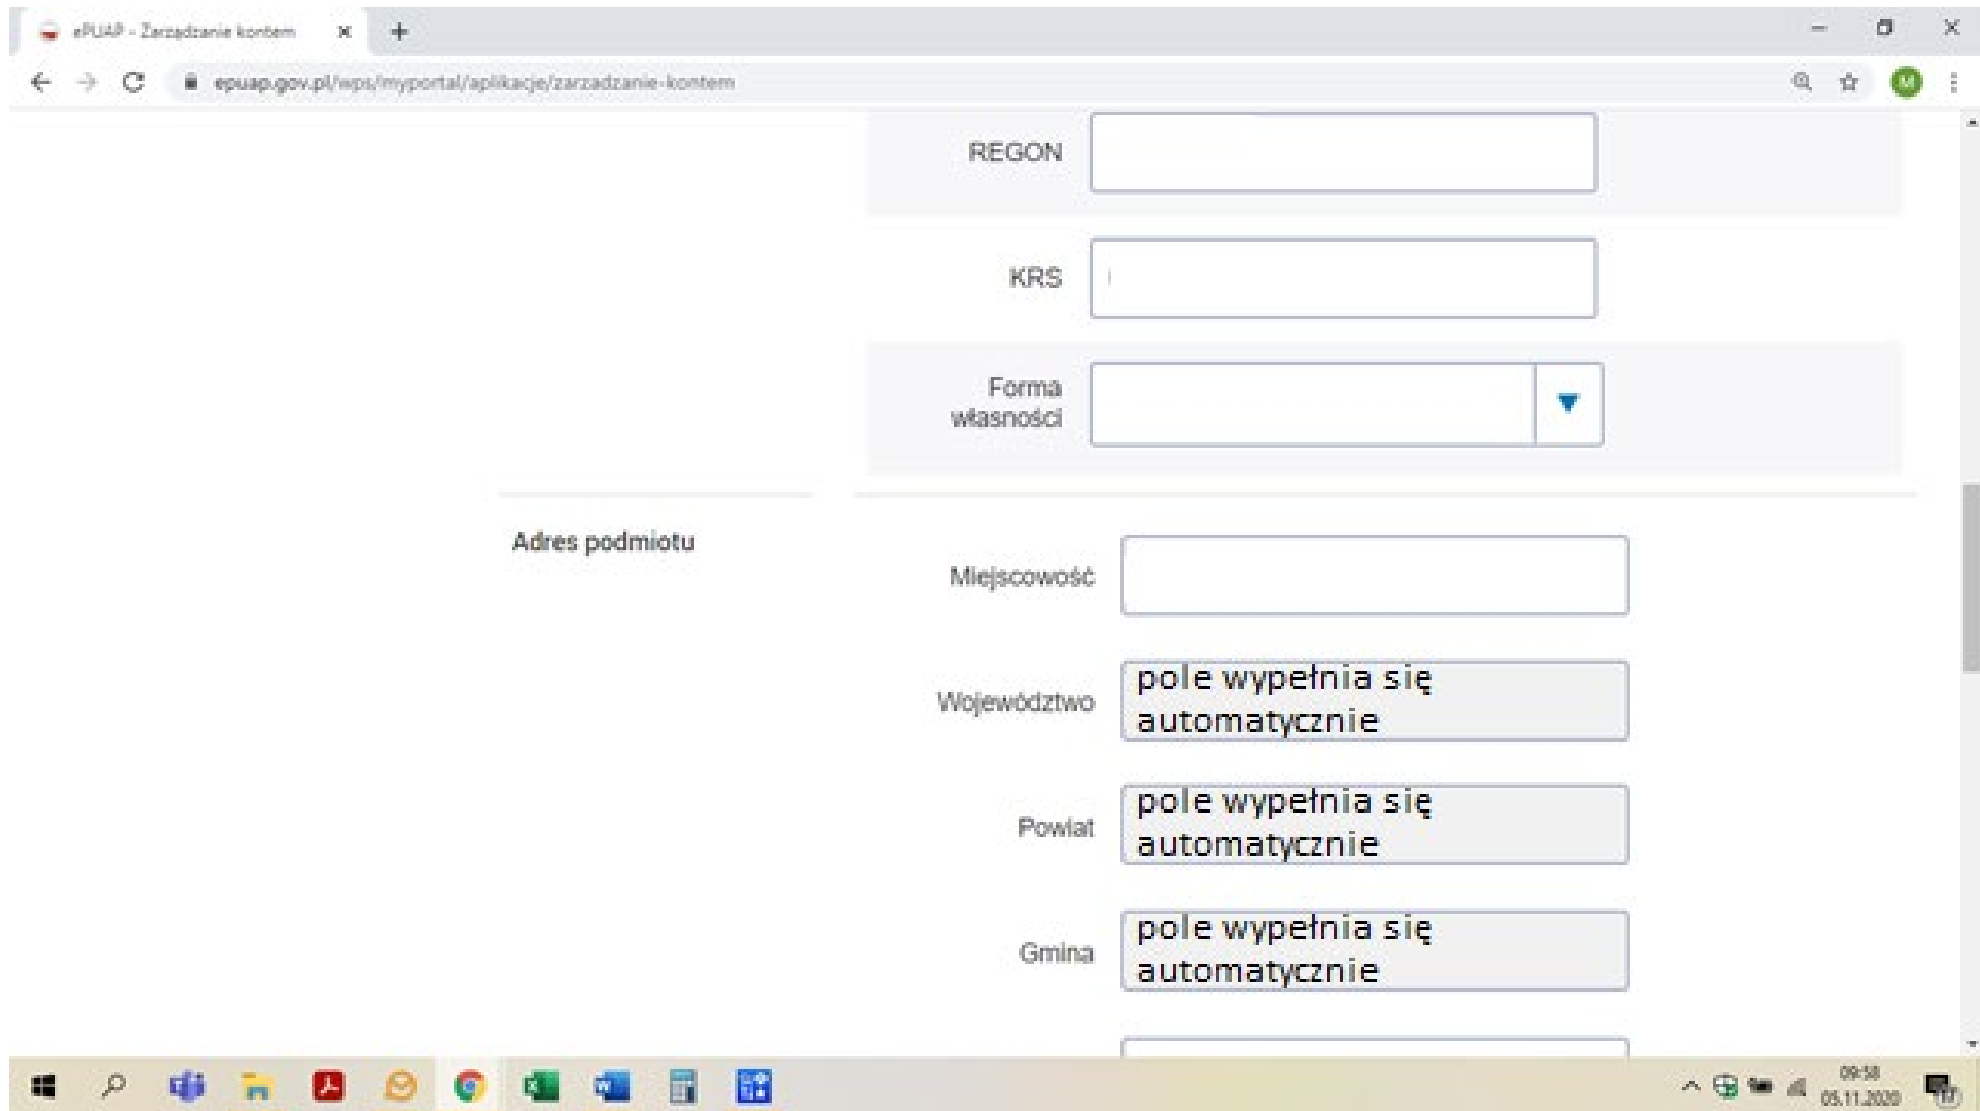 ePUAP - Zarządzanie kontem
epuap.gov.pl/wps/myportal/aplikacje/zarzadzanie-kontem
M
REGON
KRS
Forma
własności
Adres podmiotu
Miejscowość
Województwo
pole wypełnia się
automatycznie
Powiat
pole wypełnia się
automatycznie
Gmina
pole wypełnia się
automatycznie
09:58
05.11.2020